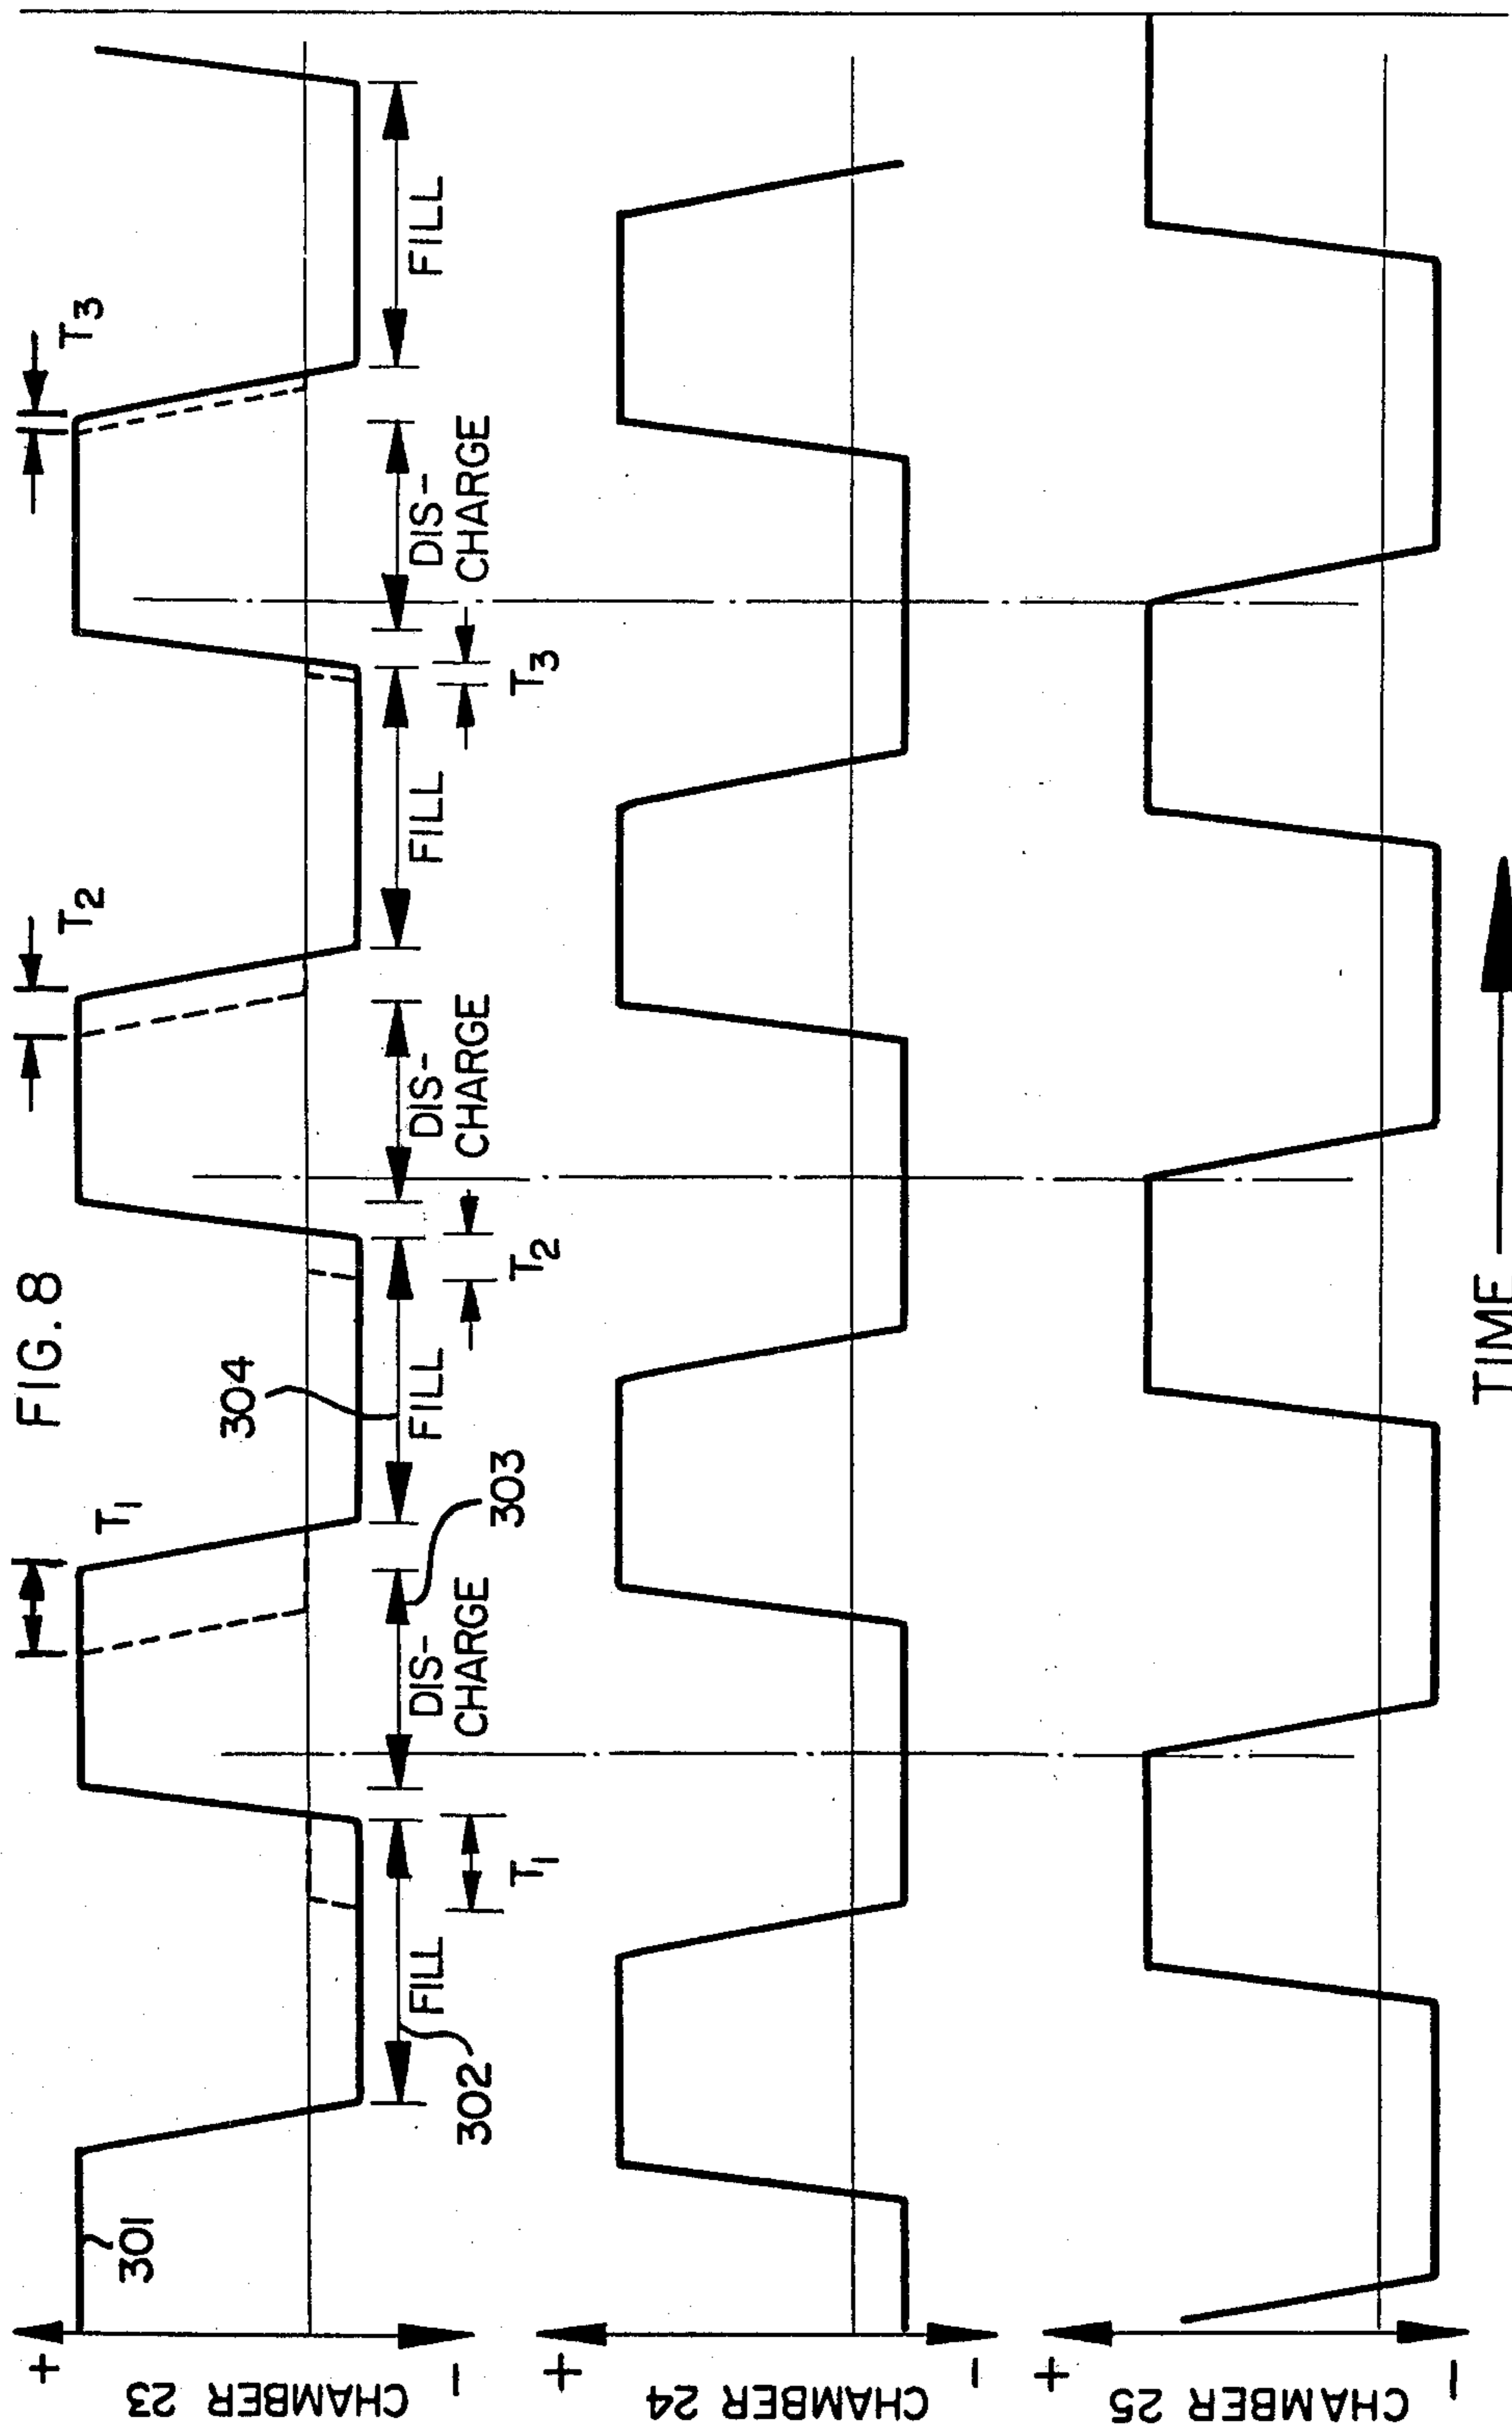 FIG. 8
+
CHAMBER 23
-
301
302
FILL
T1
DIS-
CHARGE
303
T1
304
FILL
T2
DIS-
CHARGE
T2
FILL
T3
DIS-
CHARGE
T3
FILL
+
CHAMBER 24
-
+
CHAMBER 25
-
TIME